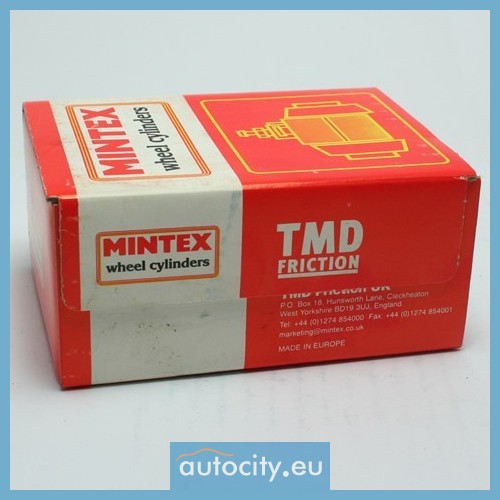 MINTEX
wheel cylinders
MINTEX
wheel cylinders
TMD
FRICTION
TMD Friction UK
P.O. Box 18, Hunsworth Lane, Cleckheaton
West Yorkshire BD19 3UJ, England.
Tel: +44 (0)1274 854000 Fax: +44 (0)1274 854001
marketing@mintex.co.uk
MADE IN EUROPE
autocity.eu